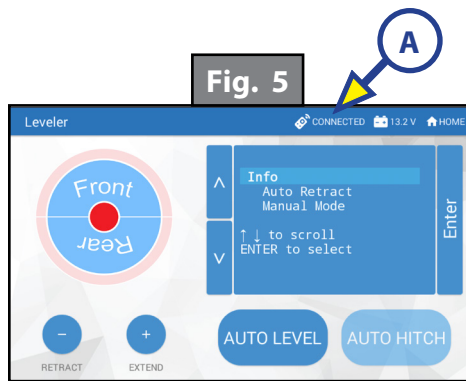 A
Fig. 5
Leveler CONNECTED 13.2 V HOME
Front
Rear
^
v
Info
Auto Retract
Manual Mode
↑ ↓ to scroll
ENTER to select
Enter
−
+
RETRACT
EXTEND
AUTO LEVEL
AUTO HITCH